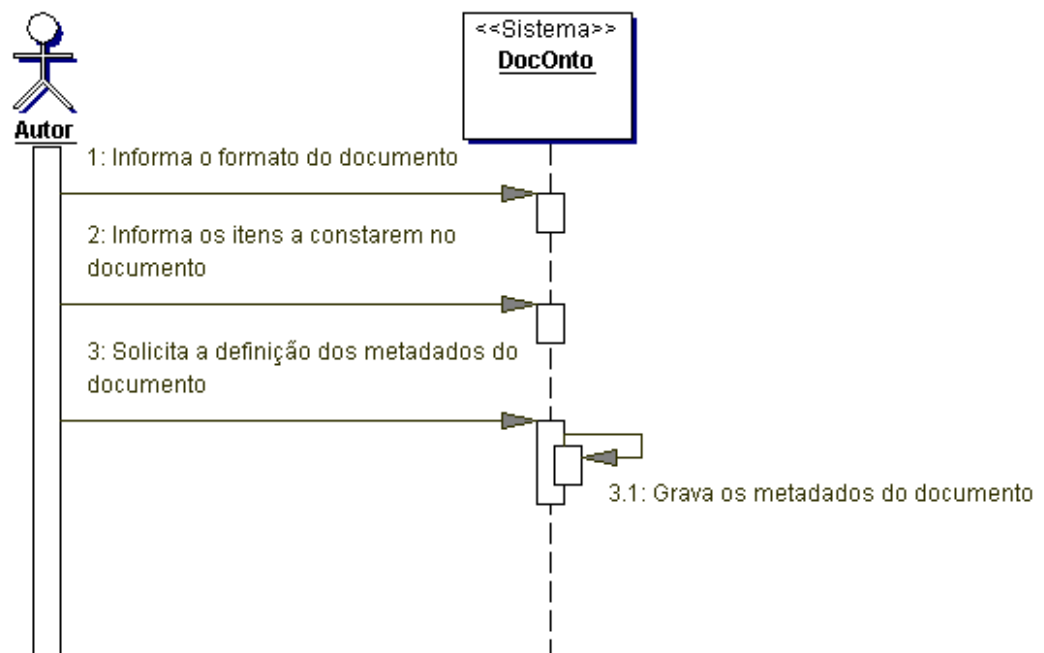 <<Sistema>>
DocOnto
Autor
1: Informa o formato do documento
2: Informa os itens a constarem no
documento
3: Solicita a definição dos metadados do
documento
3.1: Grava os metadados do documento